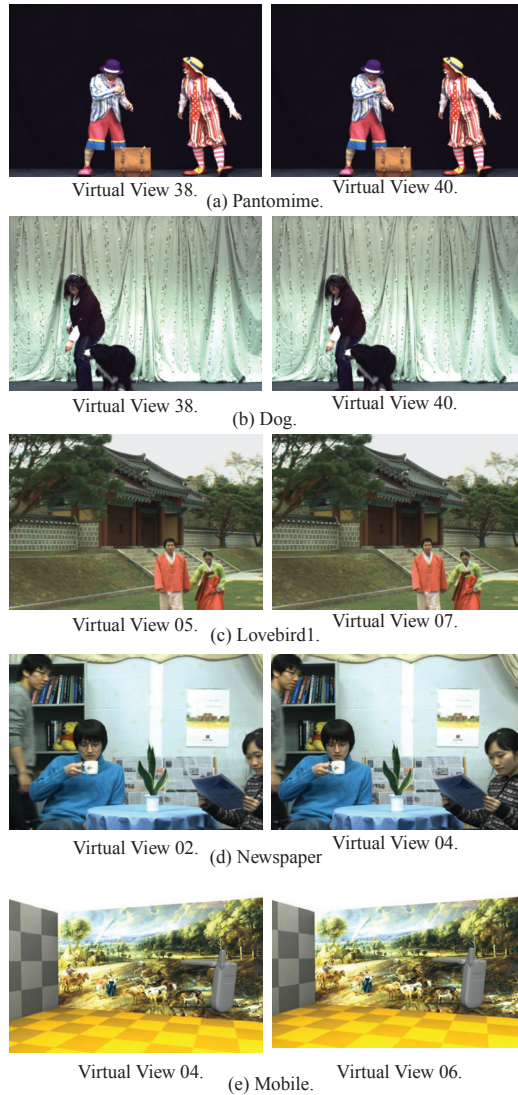 Virtual View 38.
Virtual View 40.
(a) Pantomime.
Virtual View 38.
Virtual View 40.
(b) Dog.
Virtual View 05.
Virtual View 07.
(c) Lovebird1.
Virtual View 02.
Virtual View 04.
(d) Newspaper
Virtual View 04.
Virtual View 06.
(e) Mobile.